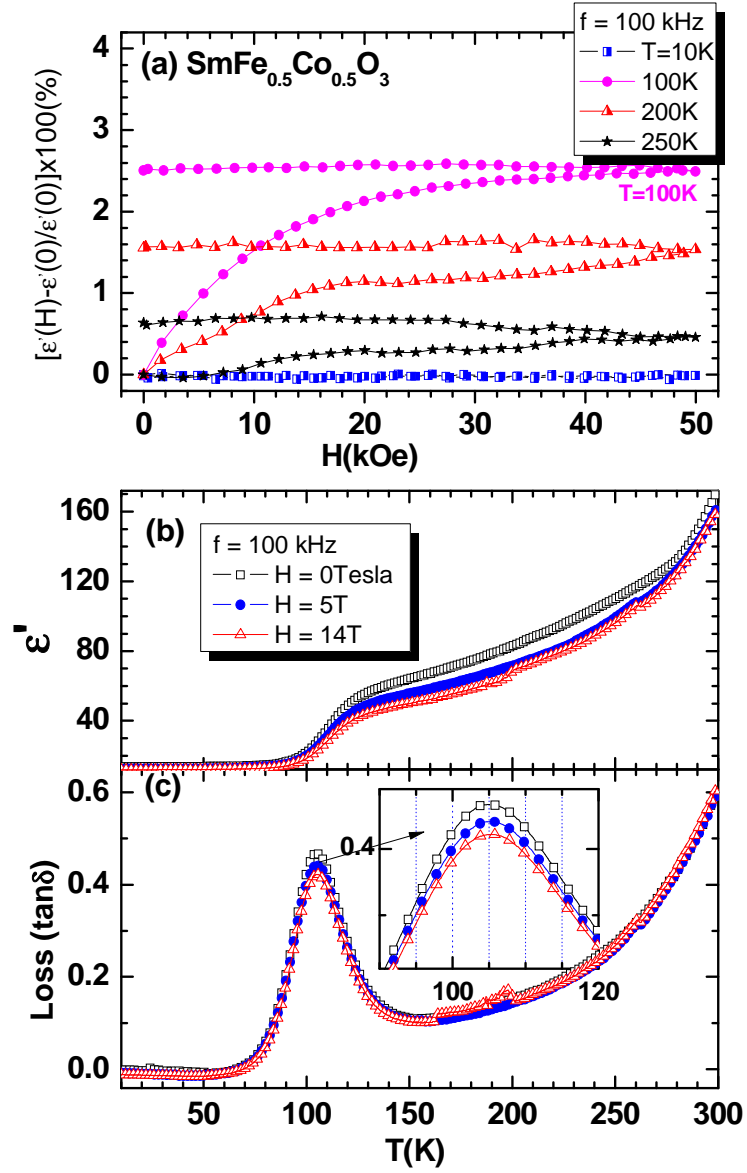 (a) SmFe0.5Co0.5O3
f = 100 kHz
T=10K
100K
200K
250K
T=100K
[ε'(H)-ε'(0)/ε'(0)]x100(%)
4
3
2
1
0
0 10 20 30 40 50
H(kOe)
(b)
f = 100 kHz
H = 0Tesla
H = 5T
H = 14T
ε'
160
120
80
40
(c)
Loss (tanδ)
0.6
0.4
0.2
0.0
0.4
100 120
50 100 150 200 250 300
T(K)